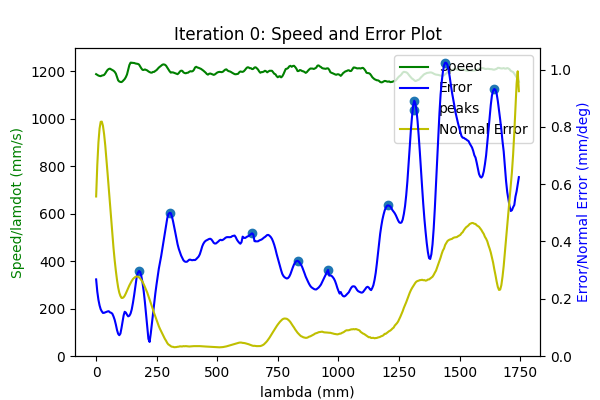 Iteration 0: Speed and Error Plot
Speed/lamdot (mm/s)
1200
1000
800
600
400
200
0
Speed
Error
peaks
Normal Error
1.0
0.8
0.6
0.4
0.2
0.0
Error/Normal Error (mm/deg)
0
250
500
750
1000
1250
1500
1750
lambda (mm)